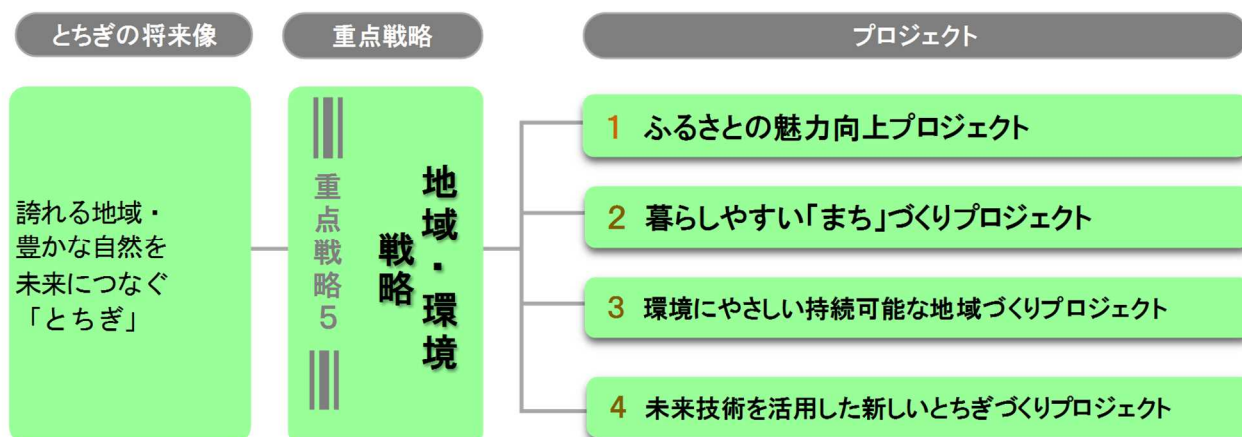 とちぎの将来像
重点戦略
プロジェクト
誇れる地域・
豊かな自然を
未来につなぐ
「とちぎ」
重点戦略5
地域・環境
戦略
1 ふるさとの魅力向上プロジェクト
2 暮らしやすい「まち」づくりプロジェクト
3 環境にやさしい持続可能な地域づくりプロジェクト
4 未来技術を活用した新しいとちぎづくりプロジェクト